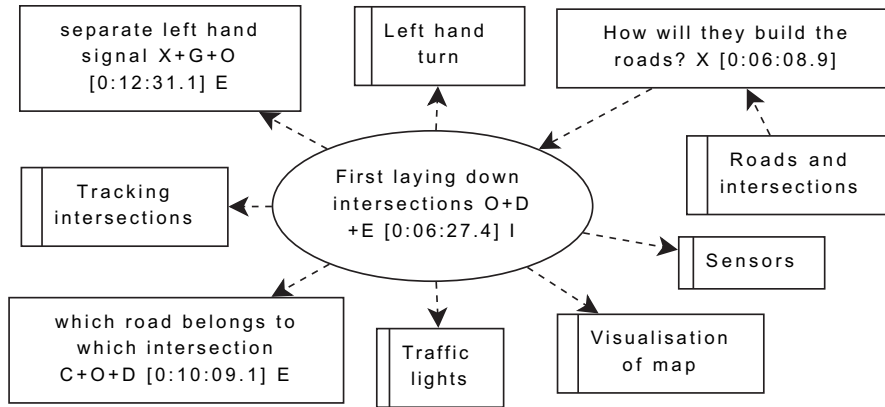 separate left hand
signal X+G+O
[0:12:31.1] E
Left hand
turn
How will they build the
roads? X [0:06:08.9]
Tracking
intersections
First laying down
intersections O+D
+E [0:06:27.4] I
Roads and
intersections
Sensors
which road belongs to
which intersection
C+O+D [0:10:09.1] E
Traffic
lights
Visualisation
of map